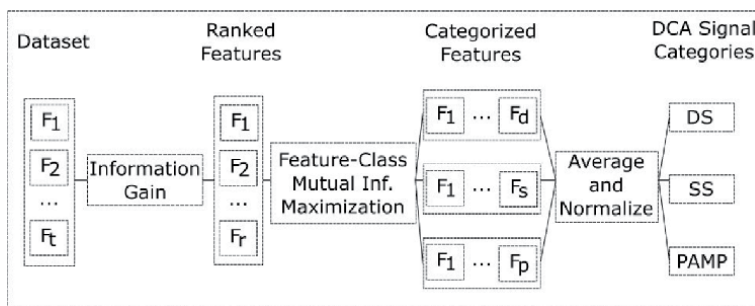 Dataset
Ranked
Features
Categorized
Features
DCA Signal
Categories
F1
F2
...
Ft
Information
Gain
F1
F2
...
Fr
Feature-Class
Mutual Inf.
Maximization
F1 ... Fd
F1 ... Fs
F1 ... Fp
Average
and
Normalize
DS
SS
PAMP